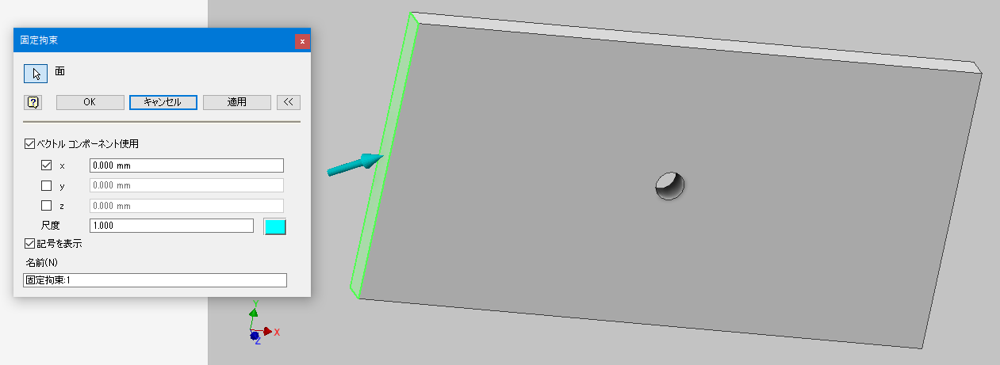 固定拘束
x
面
OK キャンセル 適用 <<
ベクトル コンポーネント使用
x 0.000 mm
y 0.000 mm
z 0.000 mm
尺度 1.000
記号を表示
名前(N)
固定拘束:1
Y
X
Z